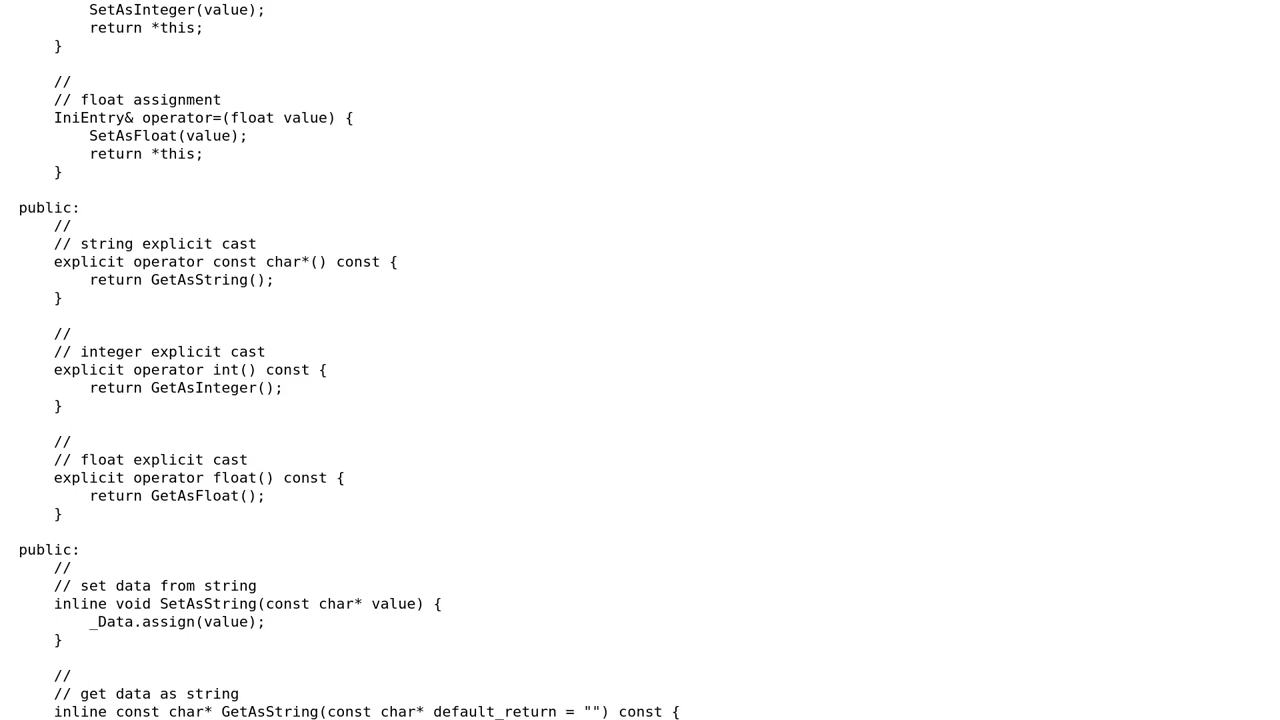 SetAsInteger(value);
        return *this;
    }

    //
    // float assignment
    IniEntry& operator=(float value) {
        SetAsFloat(value);
        return *this;
    }

public:
    //
    // string explicit cast
    explicit operator const char*() const {
        return GetAsString();
    }

    //
    // integer explicit cast
    explicit operator int() const {
        return GetAsInteger();
    }

    //
    // float explicit cast
    explicit operator float() const {
        return GetAsFloat();
    }

public:
    //
    // set data from string
    inline void SetAsString(const char* value) {
        _Data.assign(value);
    }

    //
    // get data as string
    inline const char* GetAsString(const char* default_return = "") const {